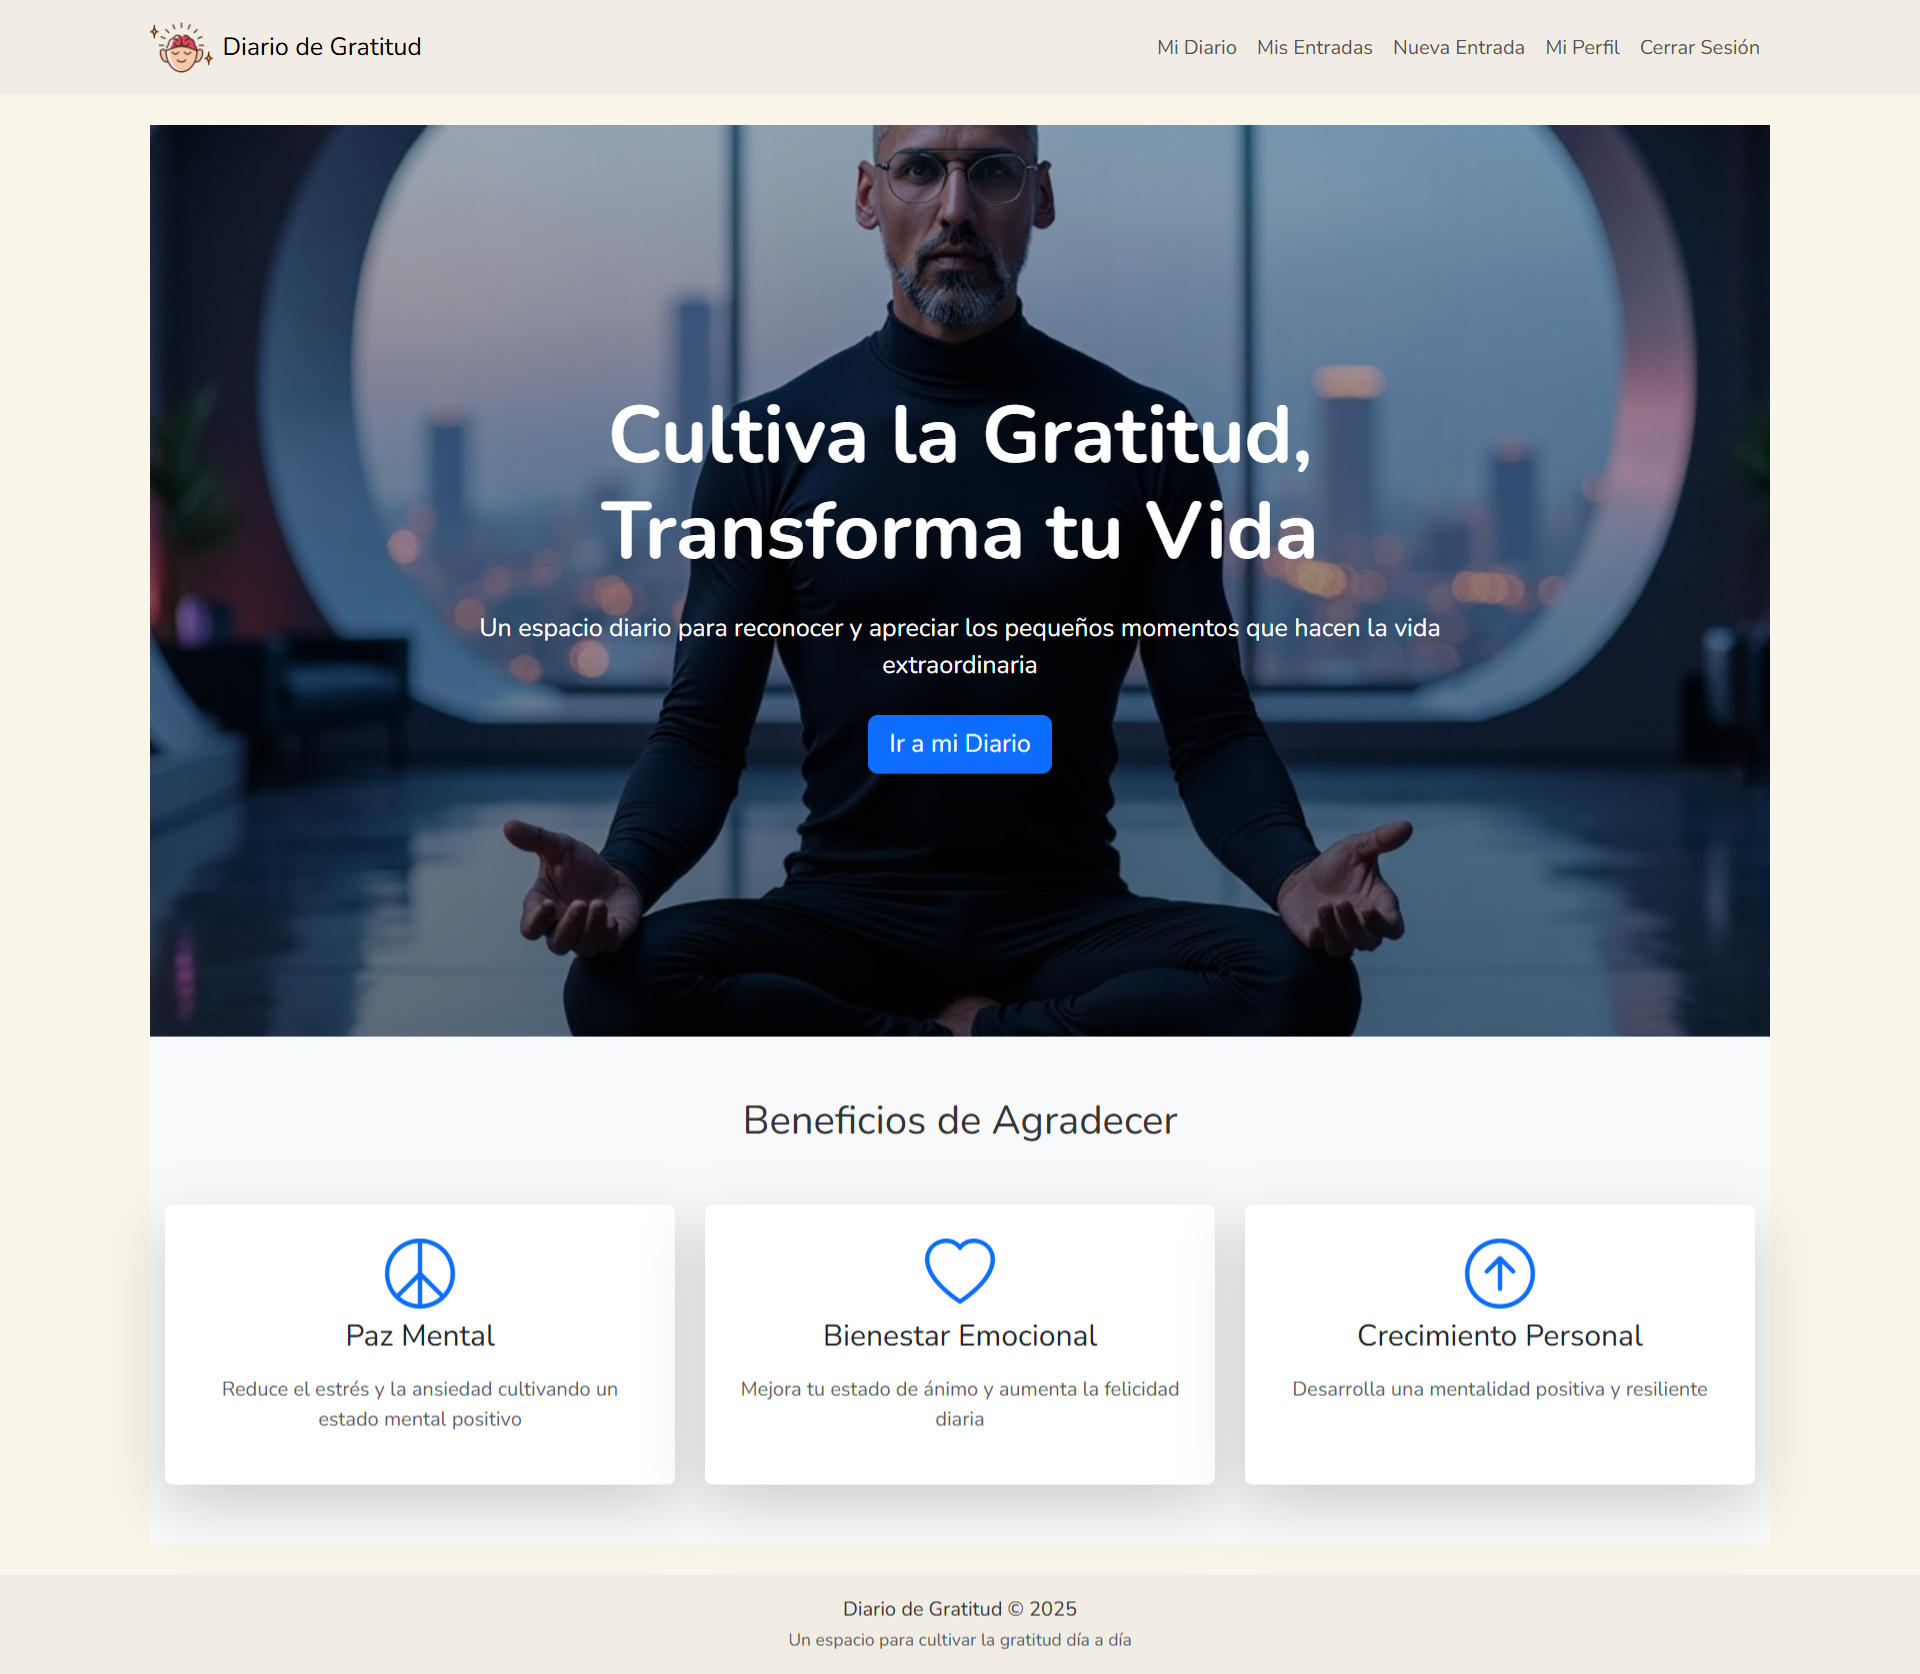 Diario de Gratitud
Mi Diario
Mis Entradas
Nueva Entrada
Mi Perfil
Cerrar Sesión
Cultiva la Gratitud,
Transforma tu Vida
Un espacio diario para reconocer y apreciar los pequeños momentos que hacen la vida
extraordinaria
Ir a mi Diario
Beneficios de Agradecer
Paz Mental
Reduce el estrés y la ansiedad cultivando un
estado mental positivo
Bienestar Emocional
Mejora tu estado de ánimo y aumenta la felicidad
diaria
Crecimiento Personal
Desarrolla una mentalidad positiva y resiliente
Diario de Gratitud © 2025
Un espacio para cultivar la gratitud día a día